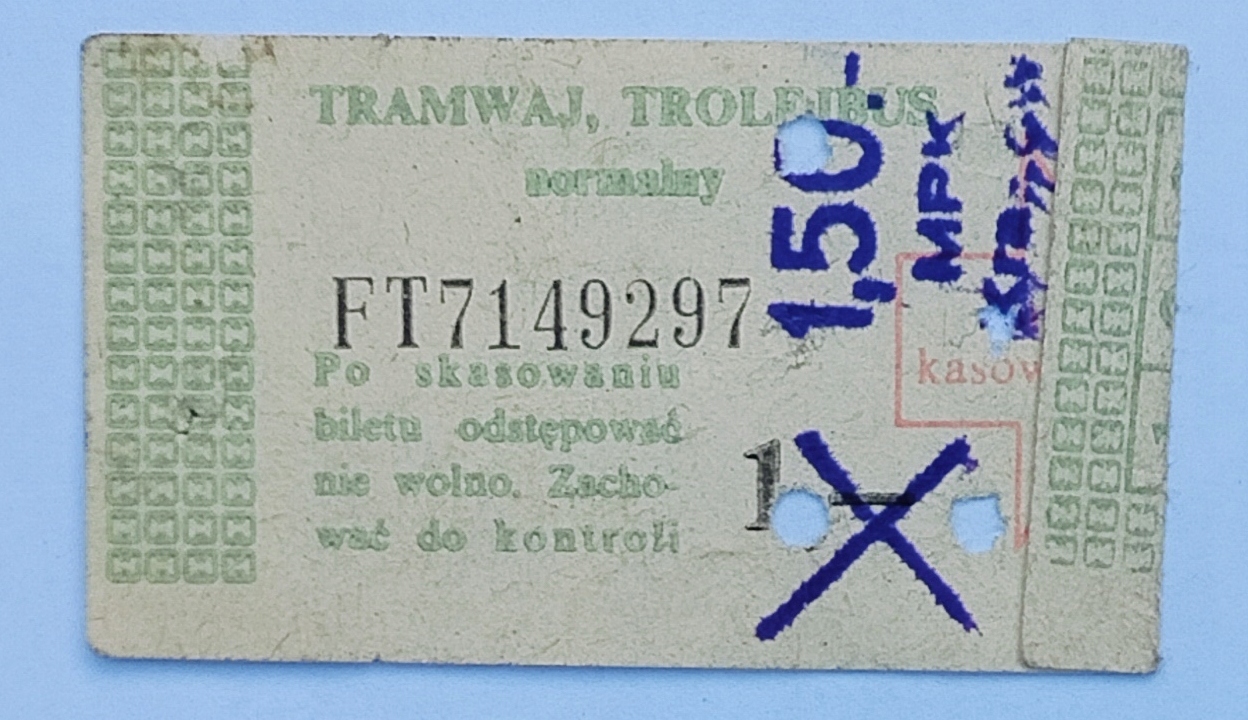 TRAMWAJ, TROLEJBUS
normalny
FT7149297
Po skasowaniu
biletu odstępować
nie wolno. Zacho-
wać do kontroli
1 —
kasow
1,50 -
MPK